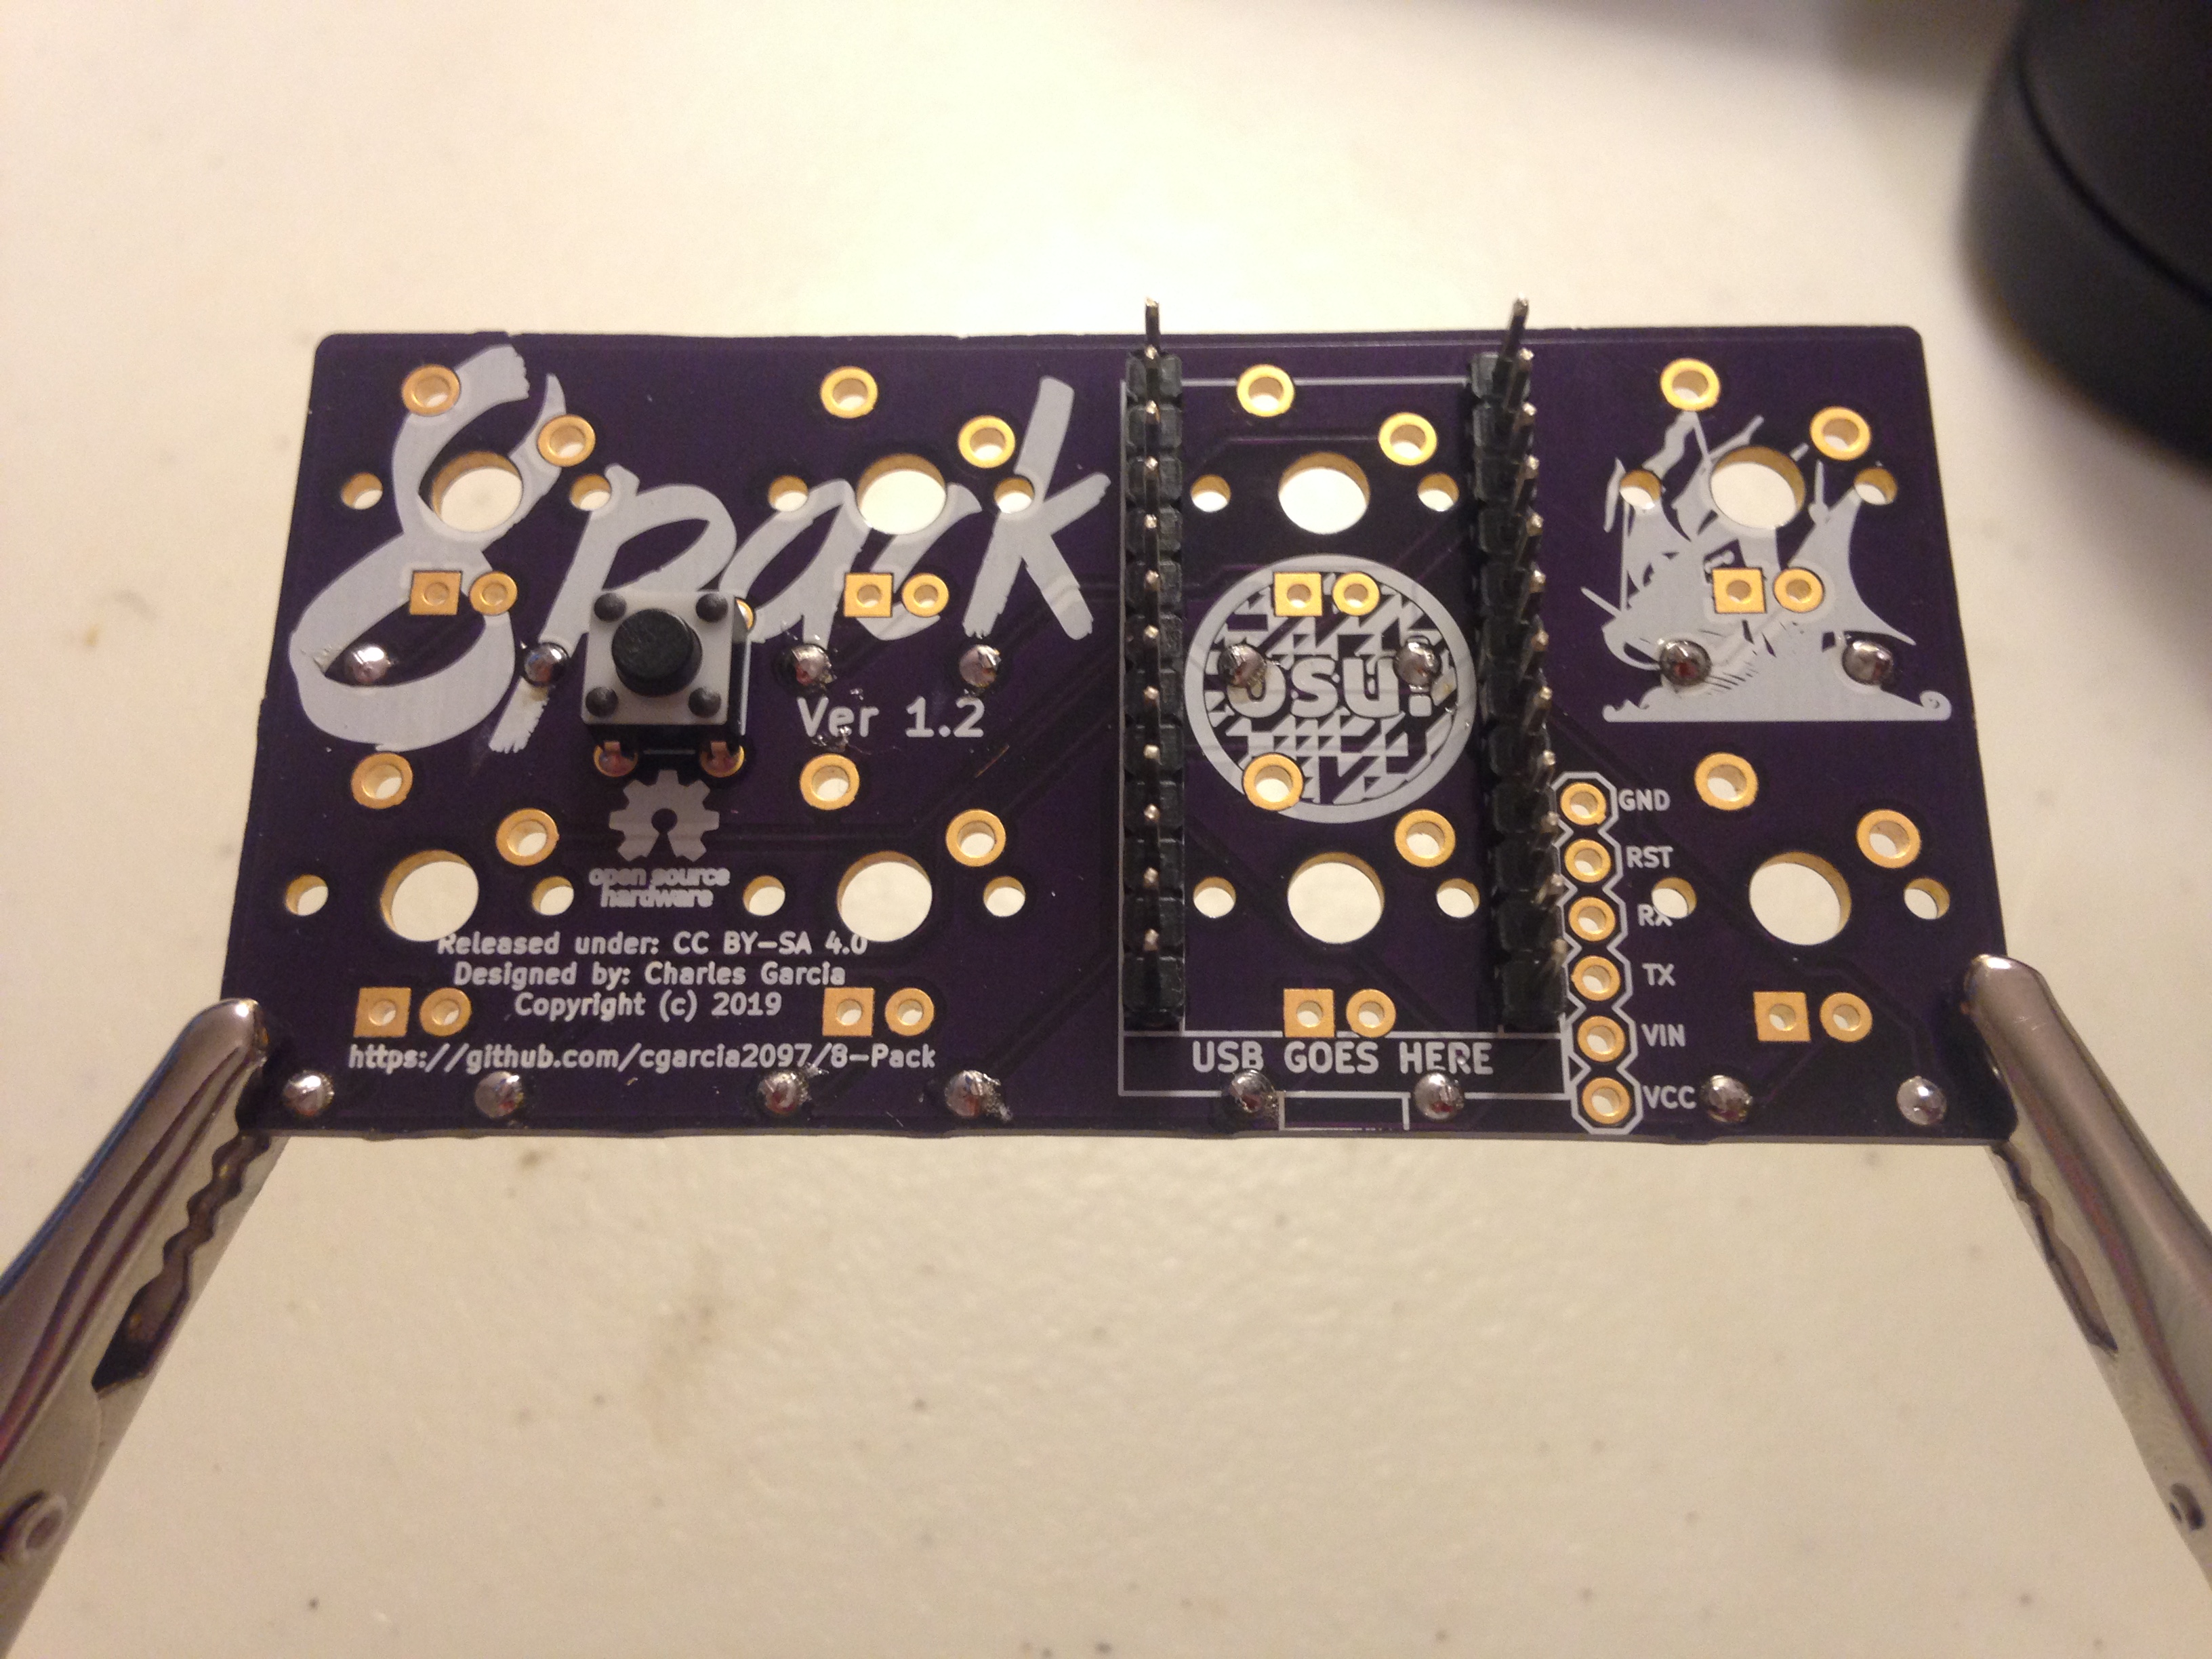 8park
Ver 1.2
osu!
open source
hardware
Released under: CC BY-SA 4.0
Designed by: Charles Garcia
Copyright (c) 2019
https://github.com/cgarcia2097/8-Pack
USB GOES HERE
GND
RST
RX
TX
VIN
VCC